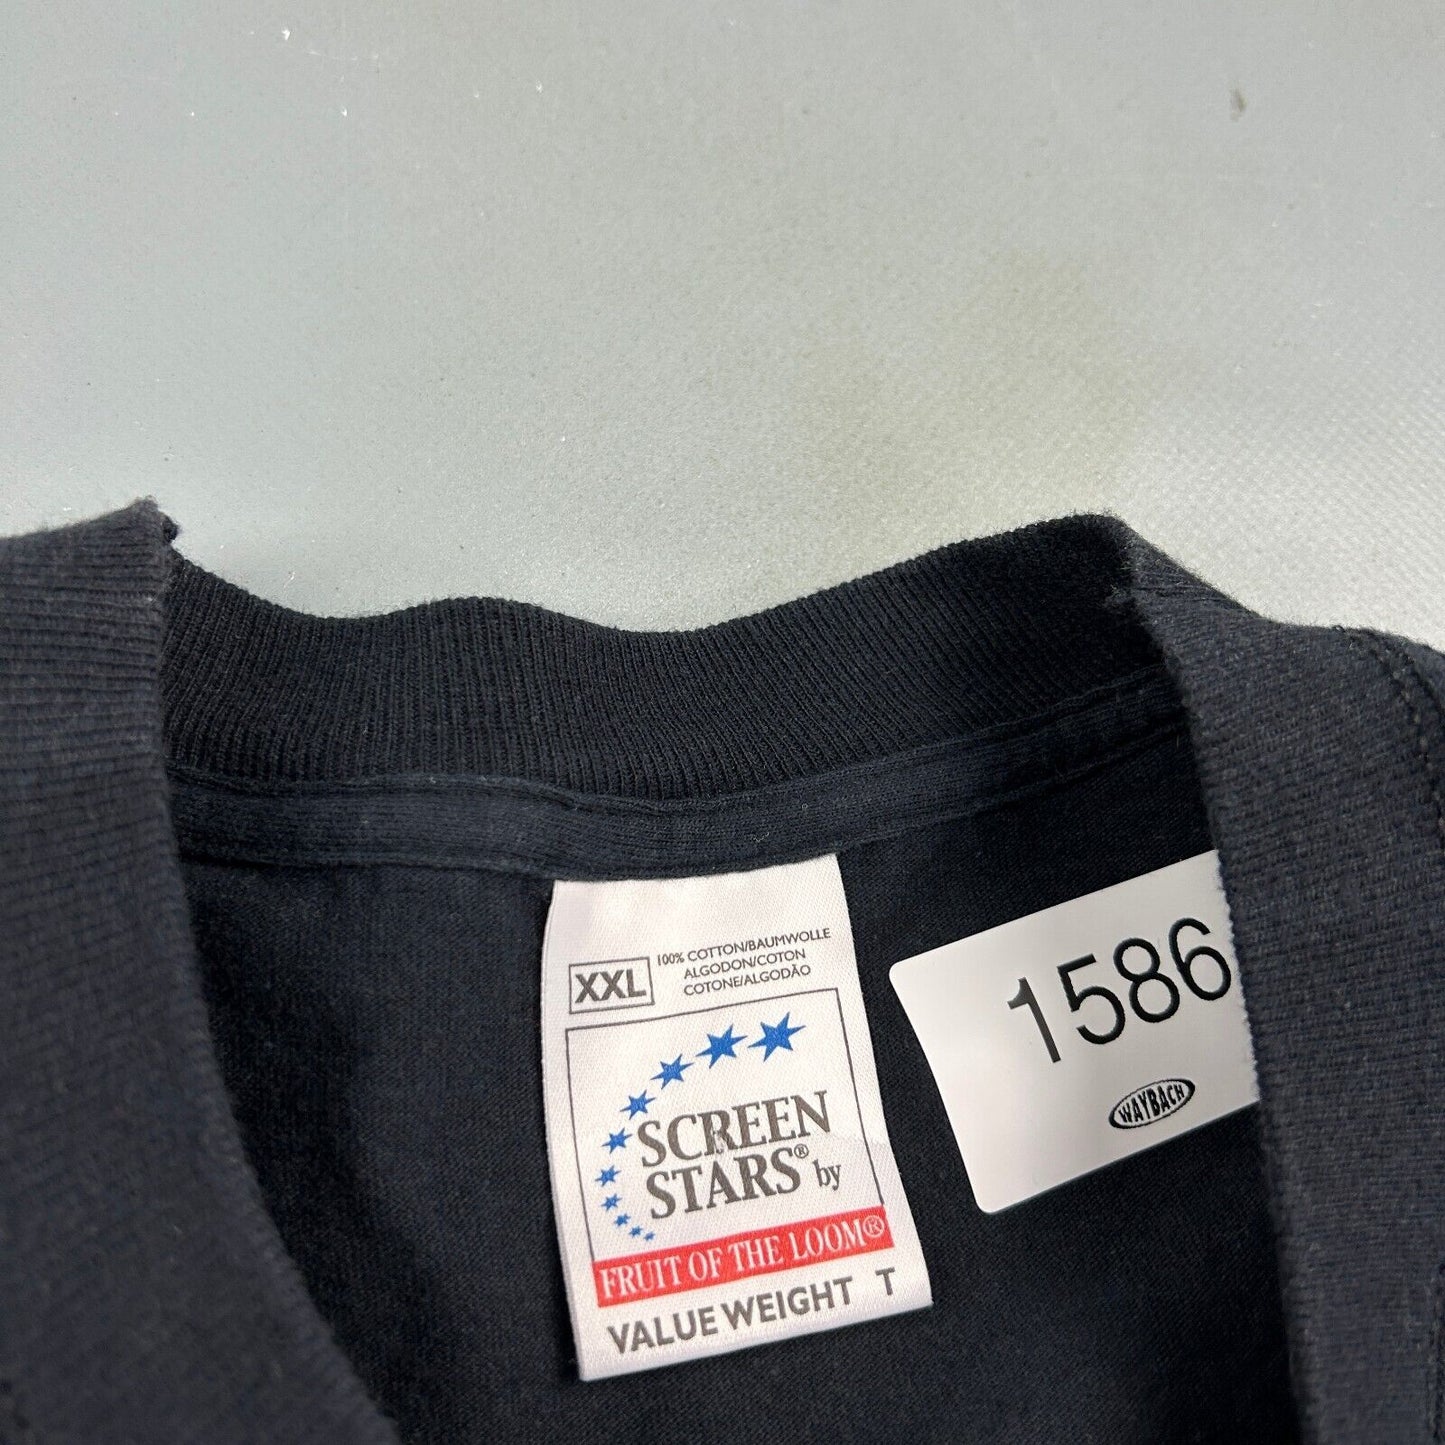 XXL
100% COTTON/BAUMWOLLE
ALGODON/COTON
COTONE/ALGODÃO
SCREEN
STARS® by
FRUIT OF THE LOOM®
VALUE WEIGHT T
1586
WAYBACH